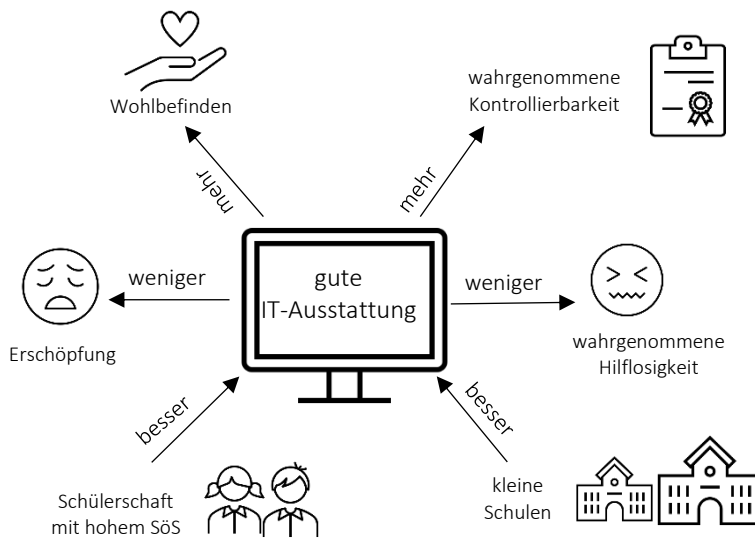 Wohlbefinden
wahrgenommene
Kontrollierbarkeit
mehr
mehr
weniger
gute
IT-Ausstattung
weniger
Erschöpfung
wahrgenommene
Hilflosigkeit
besser
besser
Schülerschaft
mit hohem SöS
kleine
Schulen